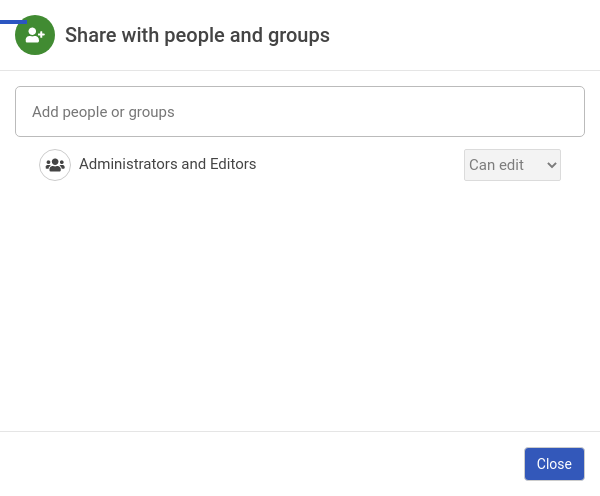 Share with people and groups
Add people or groups
Administrators and Editors
Can edit
Close